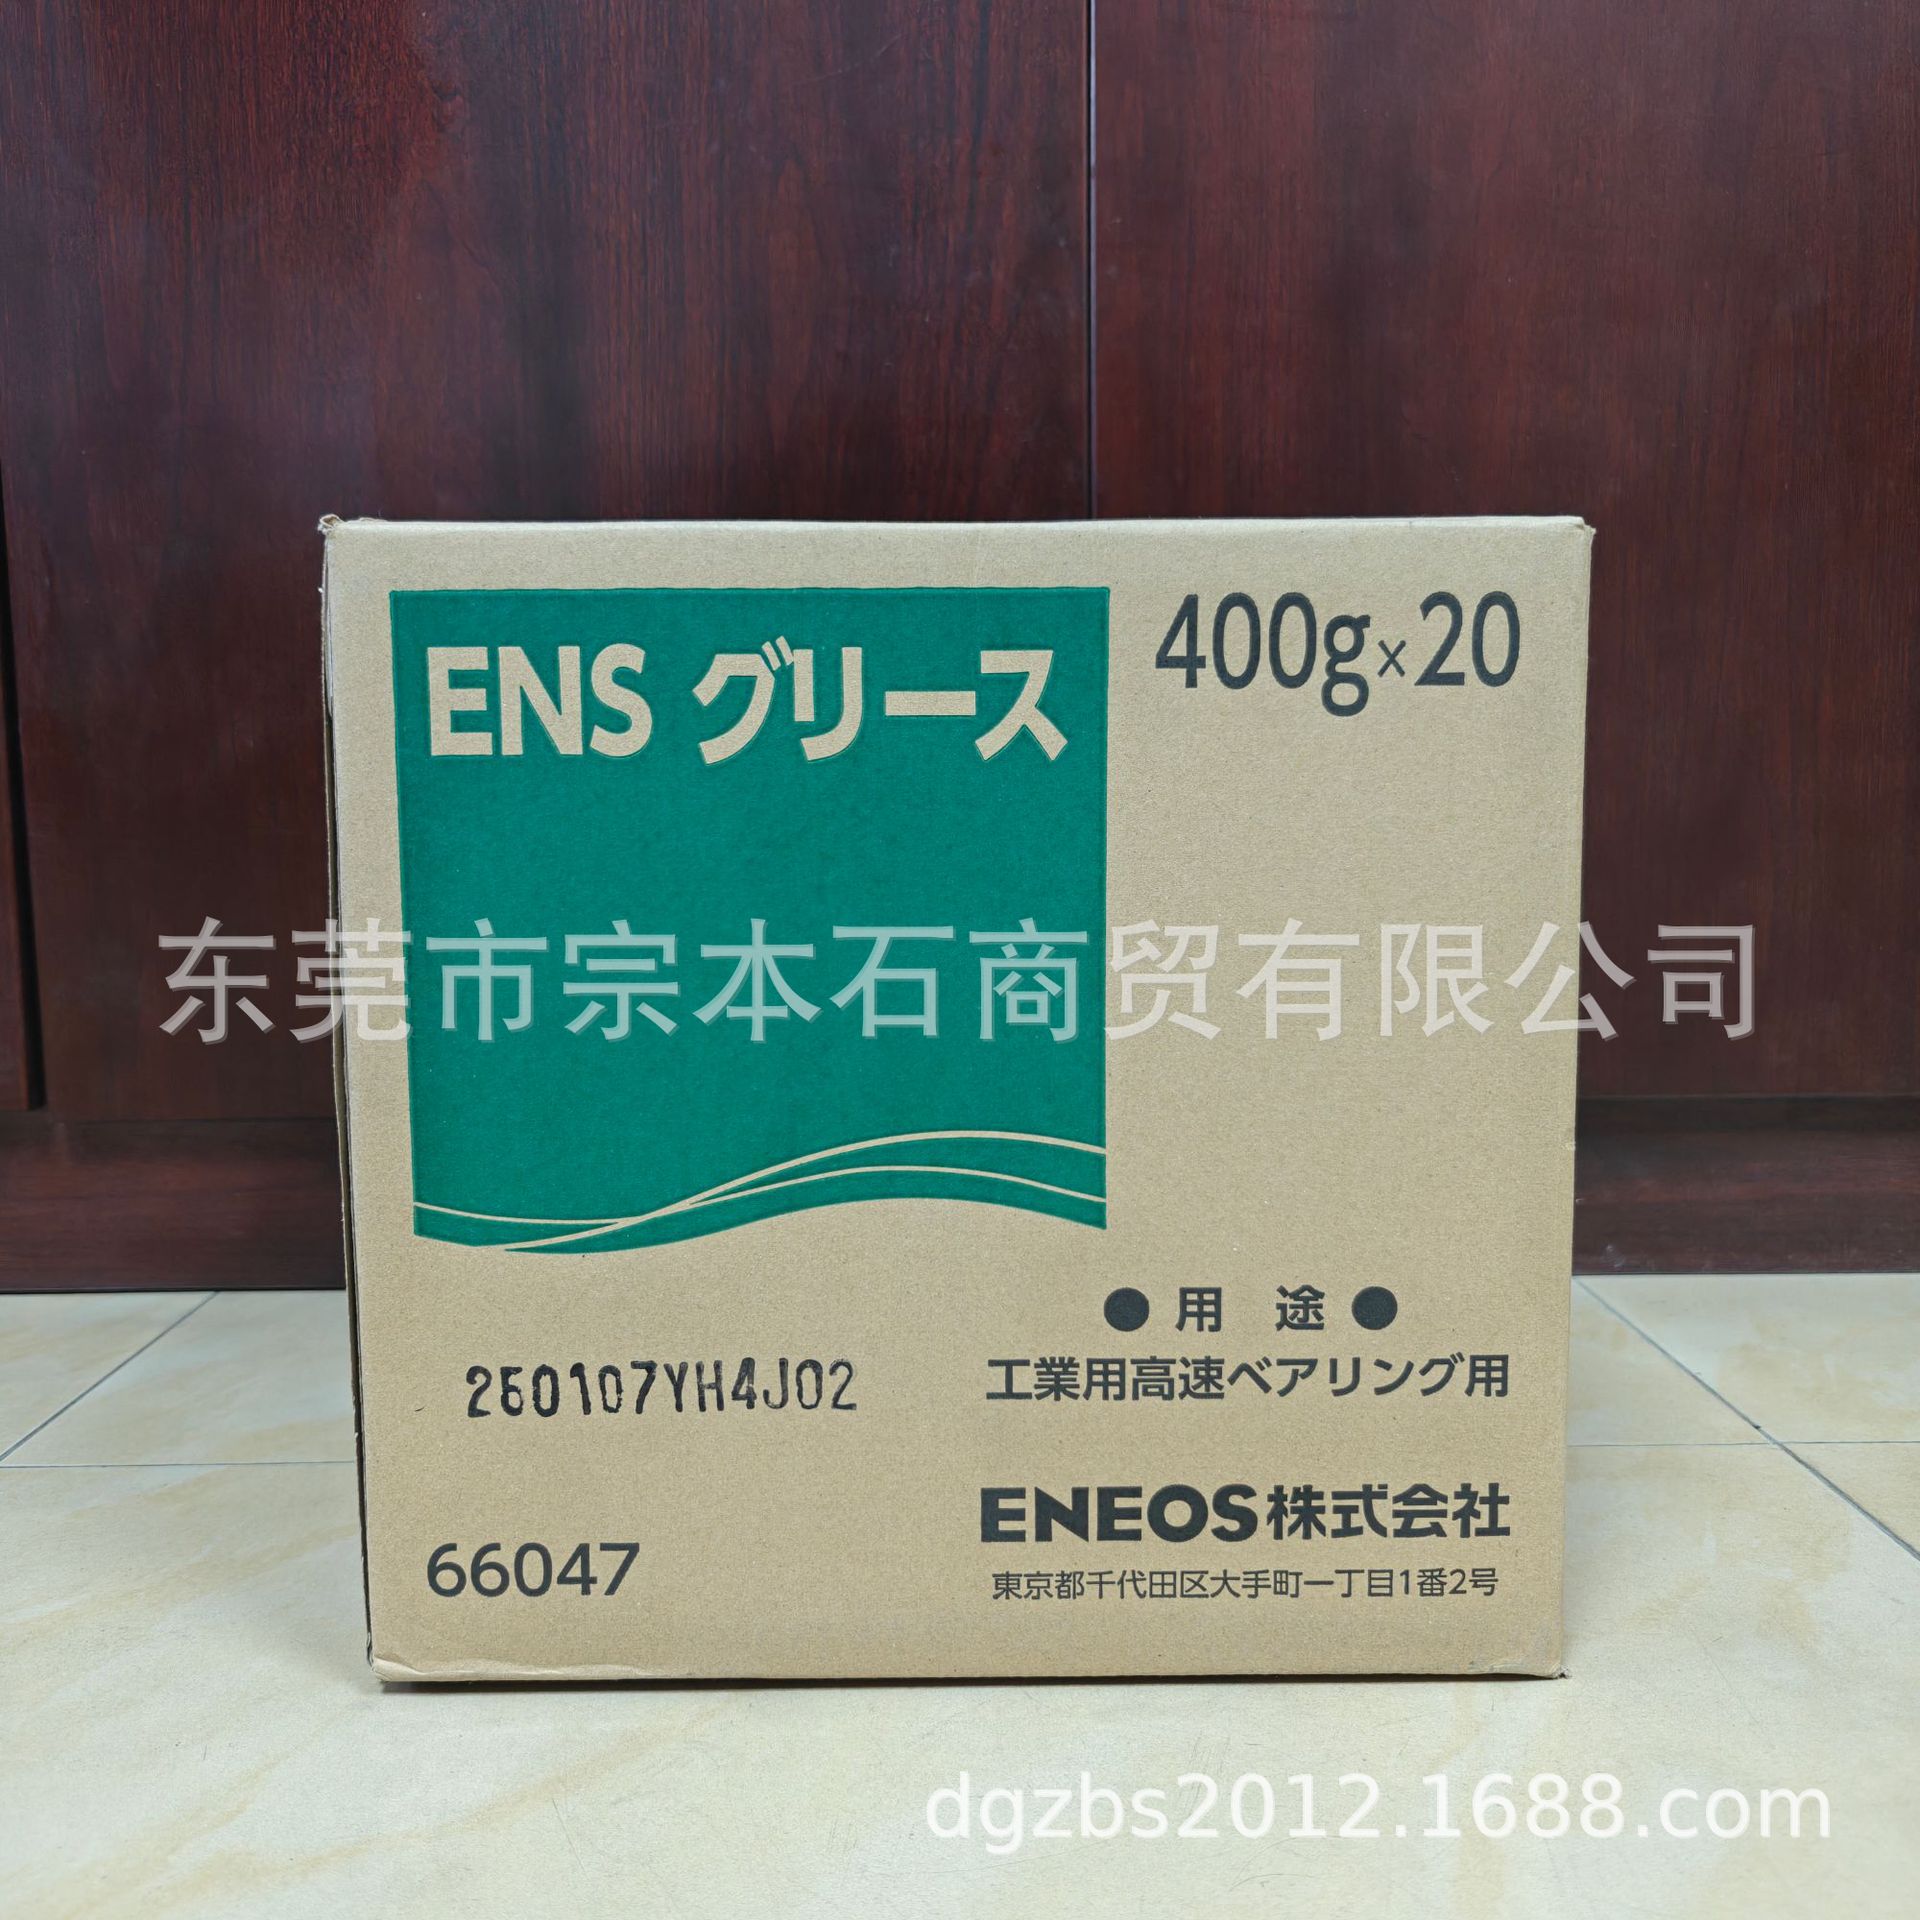 ENS グリース
400g×20
东莞市宗本石商贸有限公司
●用 途●
工業用高速ベアリング用
250107YH4J02
ENEOS株式会社
66047
東京都千代田区大手町一丁目1番2号
dgzbs2012.1688.com